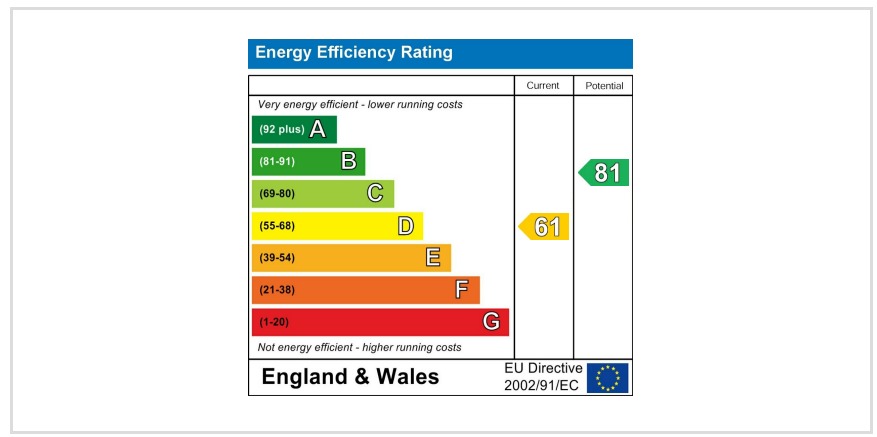 Energy Efficiency Rating
Current Potential
Very energy efficient - lower running costs
(92 plus) A
(81-91) B
81
(69-80) C
(55-68) D
61
(39-54) E
(21-38) F
(1-20) G
Not energy efficient - higher running costs
England & Wales
EU Directive
2002/91/EC